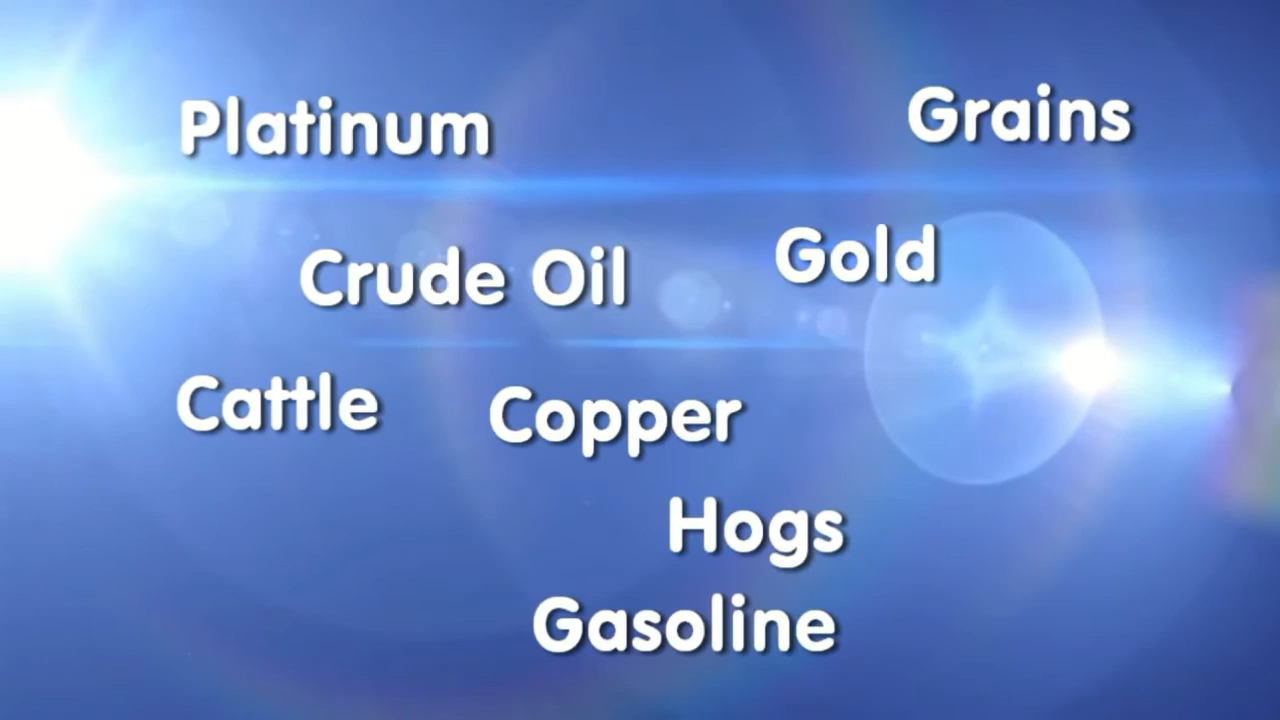 Platinum
Grains
Crude Oil
Gold
Cattle
Copper
Hogs
Gasoline